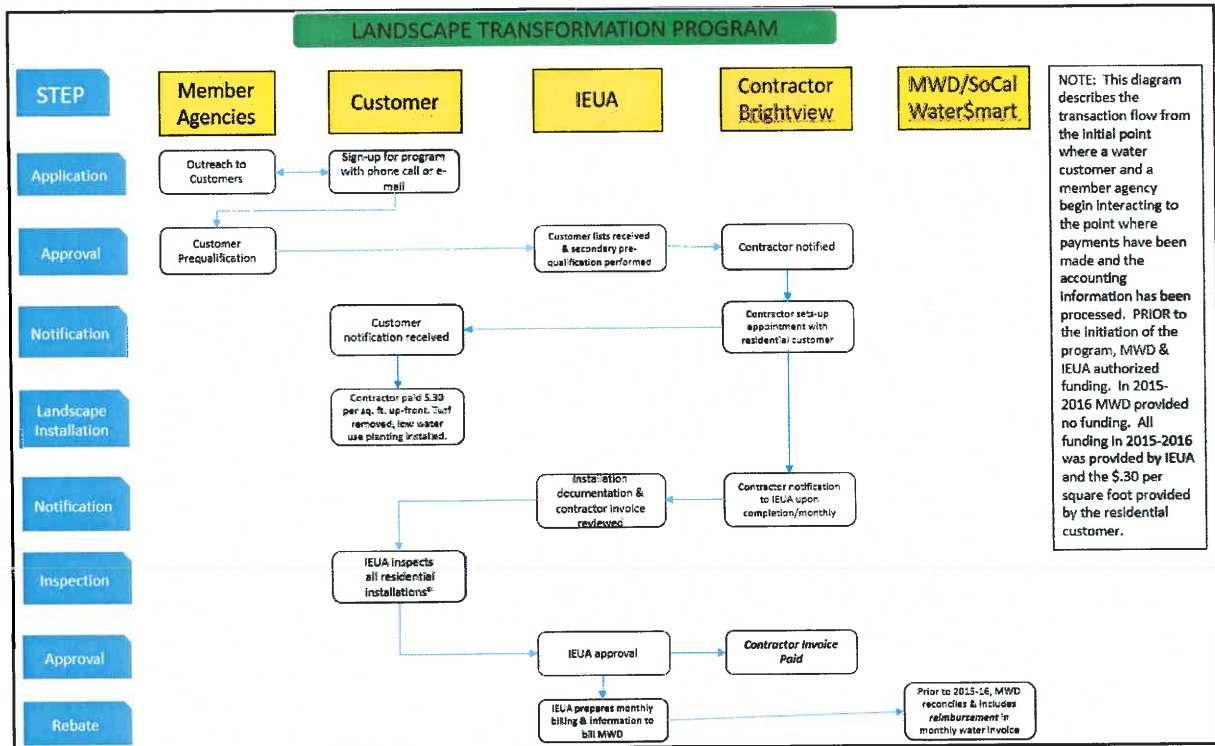 LANDSCAPE TRANSFORMATION PROGRAM
STEP
Member
Agencies
Customer
IEUA
Contractor
Brightview
MWD/SoCal
Water$mart
Application
Outreach to
Customers
Sign-up for program
with phone call or e-
mail
Approval
Customer
Prequalification
Customer lists received
& secondary pre-
qualification performed
Contractor notified
Notification
Customer
notification received
Contractor sets-up
appointment with
residential customer
Landscape
Installation
Contractor paid $.30
per sq. ft. up-front. Turf
removed, low water
use planting installed.
Notification
Installation
documentation &
contractor invoice
reviewed
Contractor notification
to IEUA upon
completion/monthly
Inspection
IEUA inspects
all residential
installations*
Approval
IEUA approval
Contractor Invoice
Paid
Rebate
IEUA prepares monthly
billing & information to
bill MWD
Prior to 2015-16, MWD
reconciles & includes
reimbursement in
monthly water invoice
NOTE: This diagram
describes the
transaction flow from
the initial point
where a water
customer and a
member agency
begin interacting to
the point where
payments have been
made and the
accounting
information has been
processed. PRIOR to
the initiation of the
program, MWD &
IEUA authorized
funding. In 2015-
2016 MWD provided
no funding. All
funding in 2015-2016
was provided by IEUA
and the $.30 per
square foot provided
by the residential
customer.